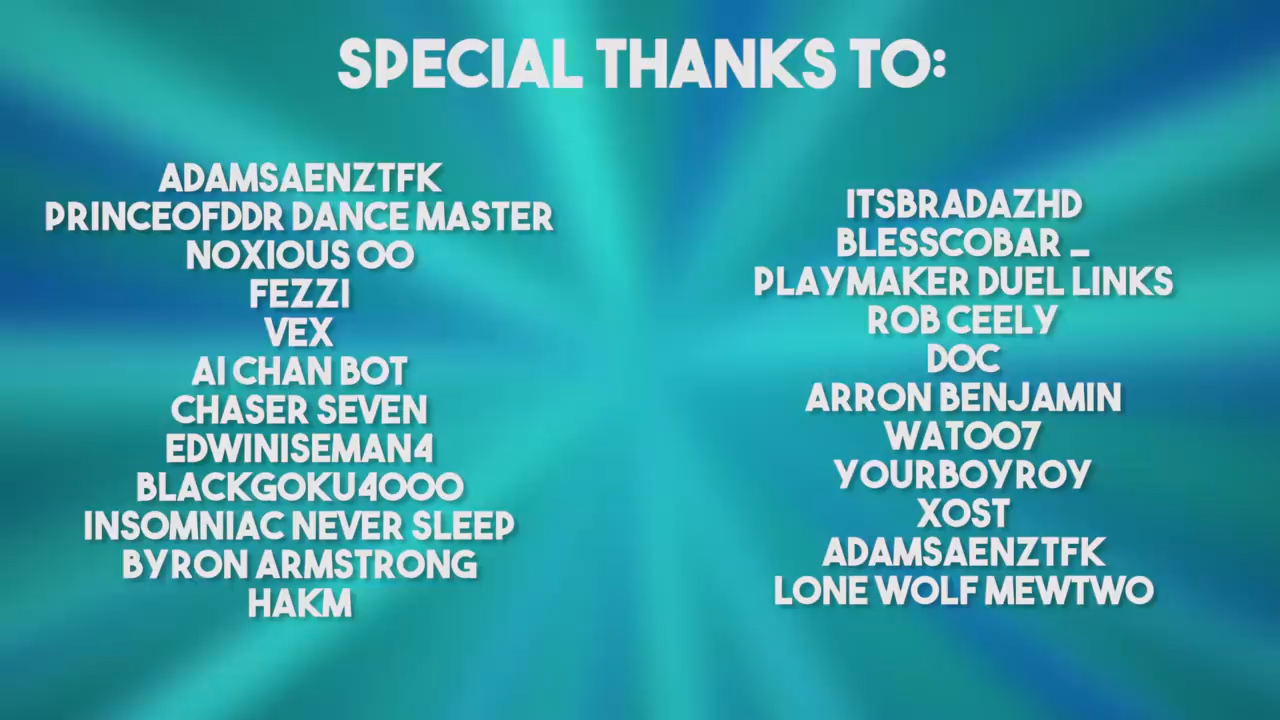 SPECIAL THANKS TO:
ADAMSAENZTFK
PRINCEOFDDR DANCE MASTER
NOXIOUS OO
FEZZI
VEX
AI CHAN BOT
CHASER SEVEN
EDWINISEMAN4
BLACKGOKU4000
INSOMNIAC NEVER SLEEP
BYRON ARMSTRONG
HAKM
ITSBRADAZHD
BLESSCOBAR _
PLAYMAKER DUEL LINKS
ROB CEELY
DOC
ARRON BENJAMIN
WATOO7
YOURBOYROY
XOST
ADAMSAENZTFK
LONE WOLF MEWTWO